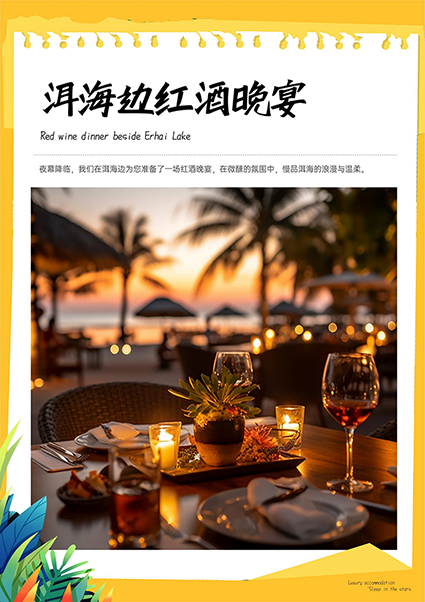 洱海边红酒晚宴
Red wine dinner beside Erhai Lake
夜幕降临，我们在洱海边为您准备了一场红酒晚宴，在微醺的氛围中，慢品洱海的浪漫与温柔。
Luxury accommodation
"Sleep in the stars